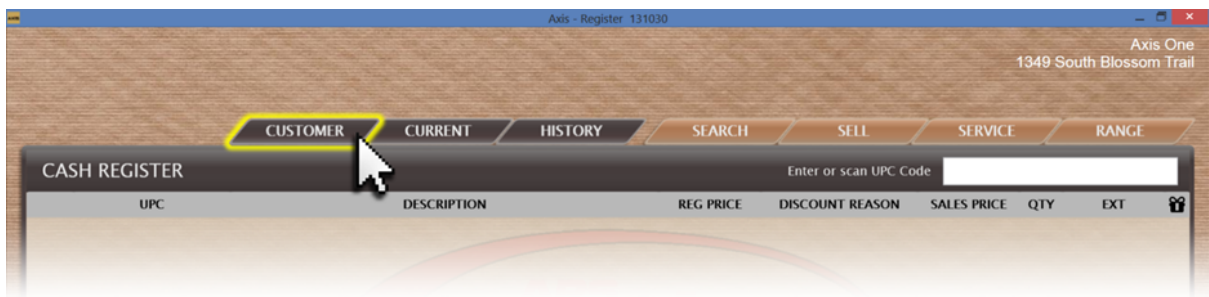 Axis - Register 131030
Axis One
1349 South Blossom Trail
CUSTOMER CURRENT HISTORY SEARCH SELL SERVICE RANGE
CASH REGISTER Enter or scan UPC Code
UPC DESCRIPTION REG PRICE DISCOUNT REASON SALES PRICE QTY EXT